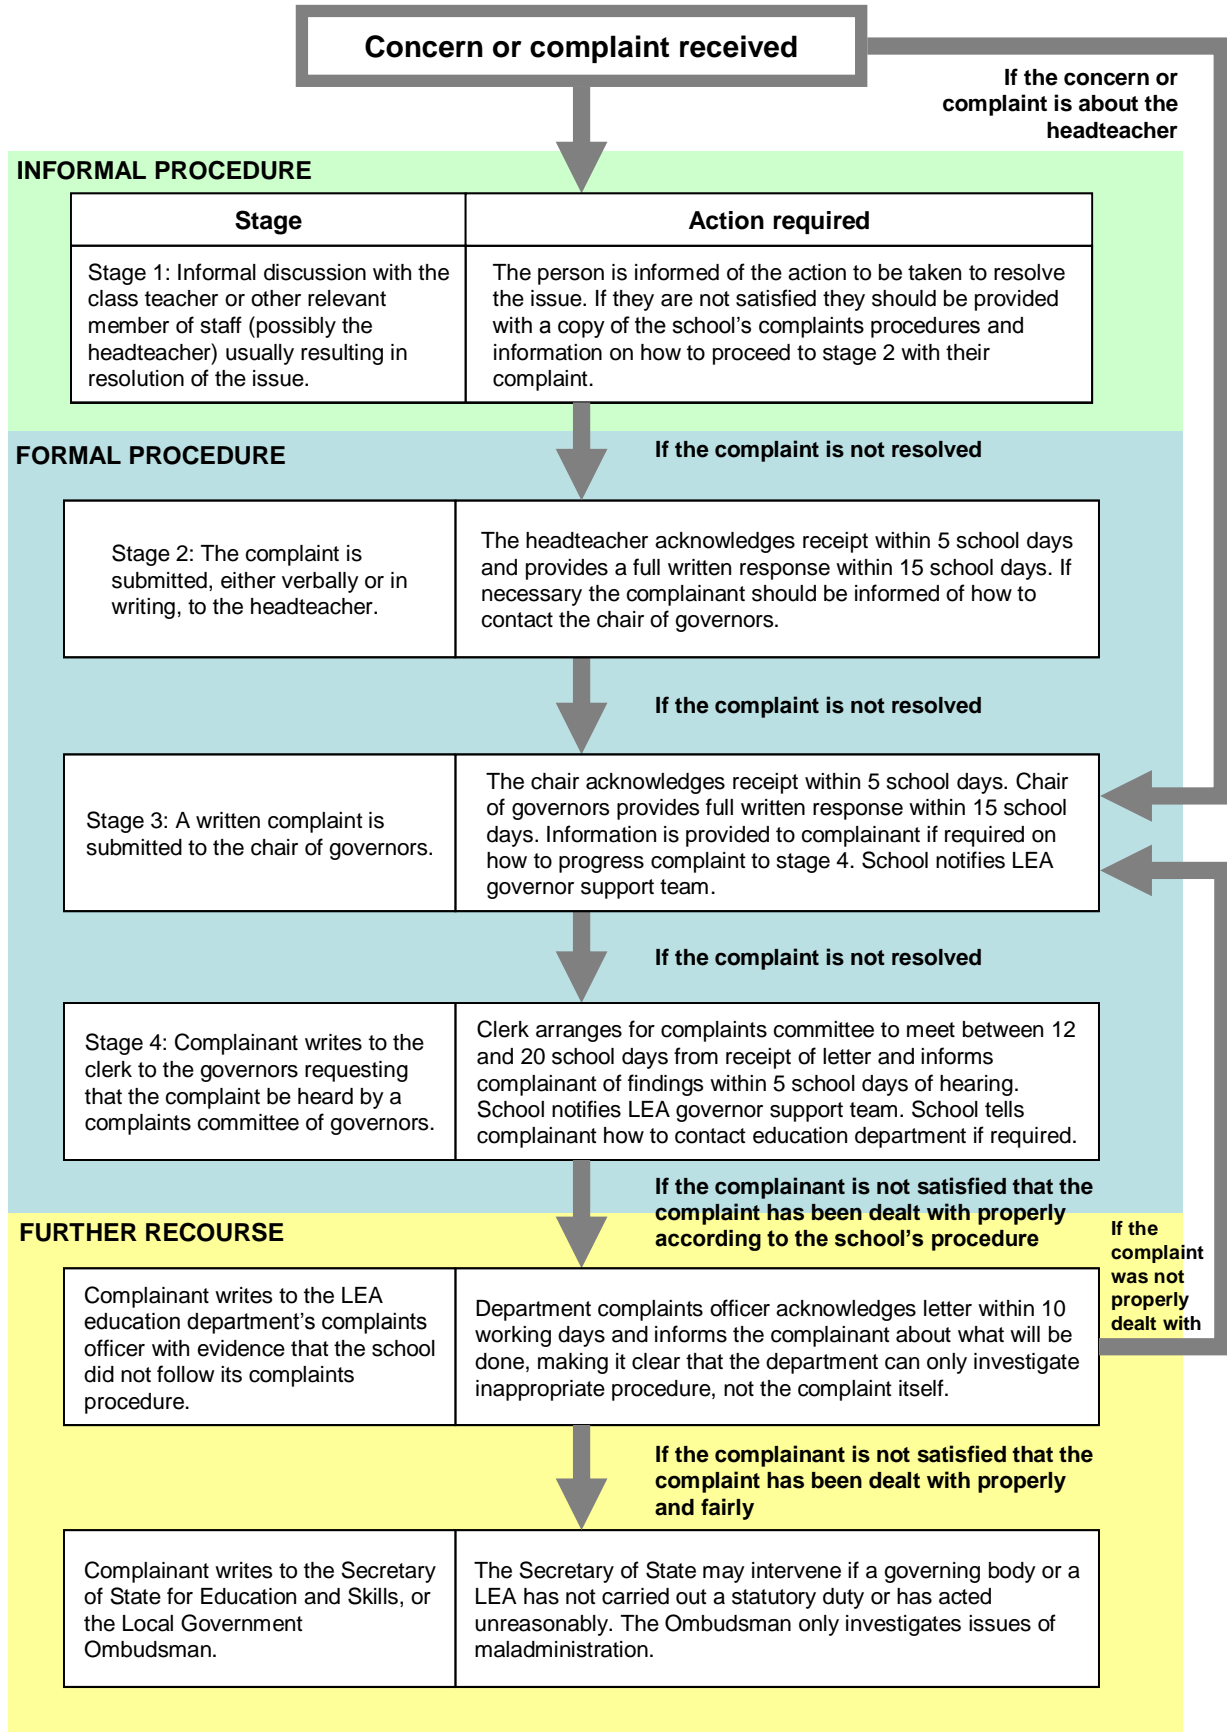 Concern or complaint received
If the concern or
complaint is about the
headteacher
INFORMAL PROCEDURE
Stage
Action required
Stage 1: Informal discussion with the
class teacher or other relevant
member of staff (possibly the
headteacher) usually resulting in
resolution of the issue.
The person is informed of the action to be taken to resolve
the issue. If they are not satisfied they should be provided
with a copy of the school’s complaints procedures and
information on how to proceed to stage 2 with their
complaint.
If the complaint is not resolved
FORMAL PROCEDURE
Stage 2: The complaint is
submitted, either verbally or in
writing, to the headteacher.
The headteacher acknowledges receipt within 5 school days
and provides a full written response within 15 school days. If
necessary the complainant should be informed of how to
contact the chair of governors.
If the complaint is not resolved
Stage 3: A written complaint is
submitted to the chair of governors.
The chair acknowledges receipt within 5 school days. Chair
of governors provides full written response within 15 school
days. Information is provided to complainant if required on
how to progress complaint to stage 4. School notifies LEA
governor support team.
If the complaint is not resolved
Stage 4: Complainant writes to the
clerk to the governors requesting
that the complaint be heard by a
complaints committee of governors.
Clerk arranges for complaints committee to meet between 12
and 20 school days from receipt of letter and informs
complainant of findings within 5 school days of hearing.
School notifies LEA governor support team. School tells
complainant how to contact education department if required.
If the complainant is not satisfied that the
complaint has been dealt with properly
according to the school’s procedure
FURTHER RECOURSE
If the
complaint
was not
properly
dealt with
Complainant writes to the LEA
education department’s complaints
officer with evidence that the school
did not follow its complaints
procedure.
Department complaints officer acknowledges letter within 10
working days and informs the complainant about what will be
done, making it clear that the department can only investigate
inappropriate procedure, not the complaint itself.
If the complainant is not satisfied that the
complaint has been dealt with properly
and fairly
Complainant writes to the Secretary
of State for Education and Skills, or
the Local Government
Ombudsman.
The Secretary of State may intervene if a governing body or a
LEA has not carried out a statutory duty or has acted
unreasonably. The Ombudsman only investigates issues of
maladministration.